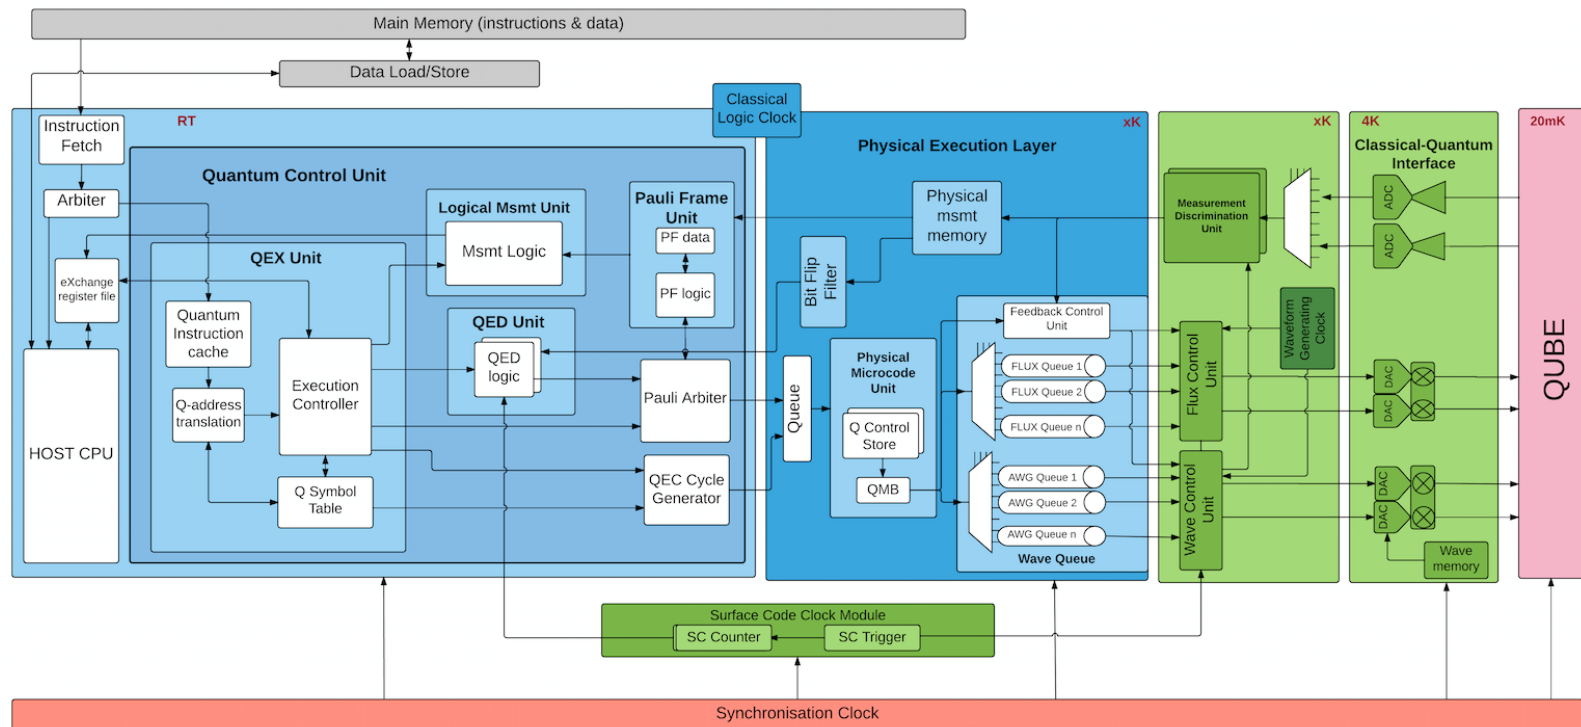 Main Memory (instructions & data)
Data Load/Store
Classical
Logic Clock
RT
Instruction
Fetch
Arbiter
eXchange
register file
HOST CPU
Quantum Control Unit
QEX Unit
Quantum
Instruction
cache
Q-address
translation
Execution
Controller
Q Symbol
Table
Logical Msmt Unit
Msmt Logic
QED Unit
QED
logic
Pauli Frame
Unit
PF data
PF logic
Pauli Arbiter
QEC Cycle
Generator
xK
Physical Execution Layer
Physical
msmt
memory
Bit Flip
Filter
Queue
Physical
Microcode
Unit
Q Control
Store
QMB
Feedback Control
Unit
FLUX Queue 1
FLUX Queue 2
FLUX Queue n
AWG Queue 1
AWG Queue 2
AWG Queue n
Wave Queue
xK
Measurement
Discrimination
Unit
Waveform
Generating
Clock
Flux Control
Unit
Wave Control
Unit
4K
Classical-Quantum
Interface
ADC
ADC
DAC
DAC
DAC
DAC
Wave
memory
20mK
QUBE
Surface Code Clock Module
SC Counter
SC Trigger
Synchronisation Clock